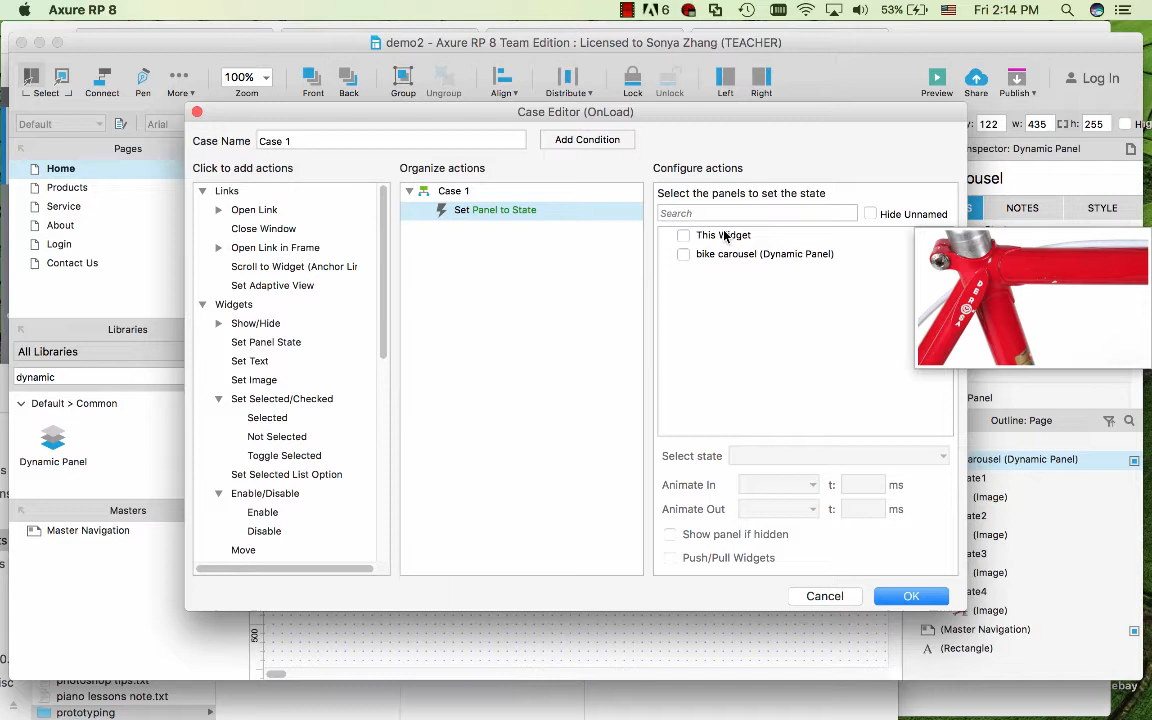 Axure RP 8
6
53%
Fri 2:14 PM
demo2 - Axure RP 8 Team Edition : Licensed to Sonya Zhang (TEACHER)
100%
Select
Connect
Pen
More
Zoom
Front
Back
Group
Ungroup
Align
Distribute
Lock
Unlock
Left
Right
Preview
Share
Publish
Log In
Default
Arial
y: 122 w: 435 h: 255
Case Editor (OnLoad)
Case Name
Case 1
Add Condition
Pages
Home
Products
Service
About
Login
Contact Us
Libraries
All Libraries
dynamic
Default > Common
Dynamic Panel
Masters
Master Navigation
Click to add actions
Links
Open Link
Close Window
Open Link in Frame
Scroll to Widget (Anchor Lir
Set Adaptive View
Widgets
Show/Hide
Set Panel State
Set Text
Set Image
Set Selected/Checked
Selected
Not Selected
Toggle Selected
Set Selected List Option
Enable/Disable
Enable
Disable
Move
Organize actions
Case 1
Set Panel to State
Configure actions
Select the panels to set the state
Search
Hide Unnamed
This Widget
bike carousel (Dynamic Panel)
Select state
Animate In
t:
ms
Animate Out
t:
ms
Show panel if hidden
Push/Pull Widgets
Cancel
OK
nspector: Dynamic Panel
ousel
S
NOTES
STYLE
Panel
Outline: Page
arousel (Dynamic Panel)
ate1
(Image)
ate2
(Image)
ate3
(Image)
ate4
(Image)
(Master Navigation)
(Rectangle)
500
photoshop tips.txt
piano lessons note.txt
prototyping
ebay